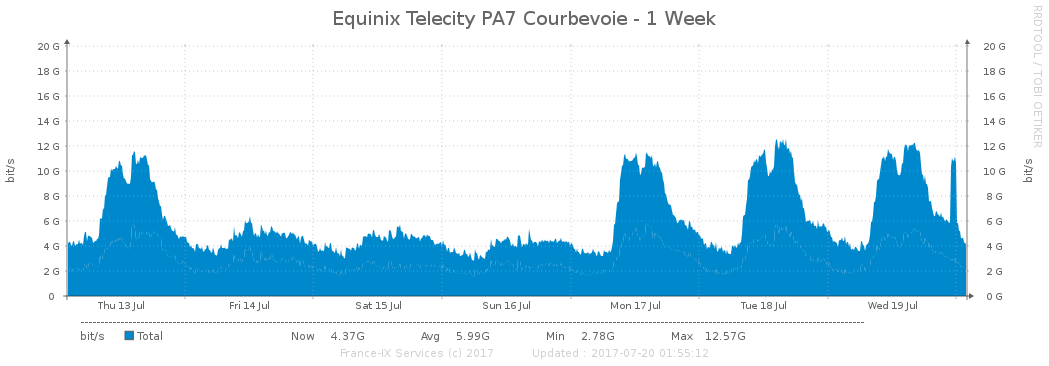 Equinix Telecity PA7 Courbevoie - 1 Week
RRDTOOL / TOBI OETIKER
bit/s
bit/s
20 G 20 G
18 G 18 G
16 G 16 G
14 G 14 G
12 G 12 G
10 G 10 G
8 G 8 G
6 G 6 G
4 G 4 G
2 G 2 G
0 0 G
Thu 13 Jul Fri 14 Jul Sat 15 Jul Sun 16 Jul Mon 17 Jul Tue 18 Jul Wed 19 Jul
bit/s Total Now 4.37G Avg 5.99G Min 2.78G Max 12.57G
France-IX Services (c) 2017 Updated : 2017-07-20 01:55:12